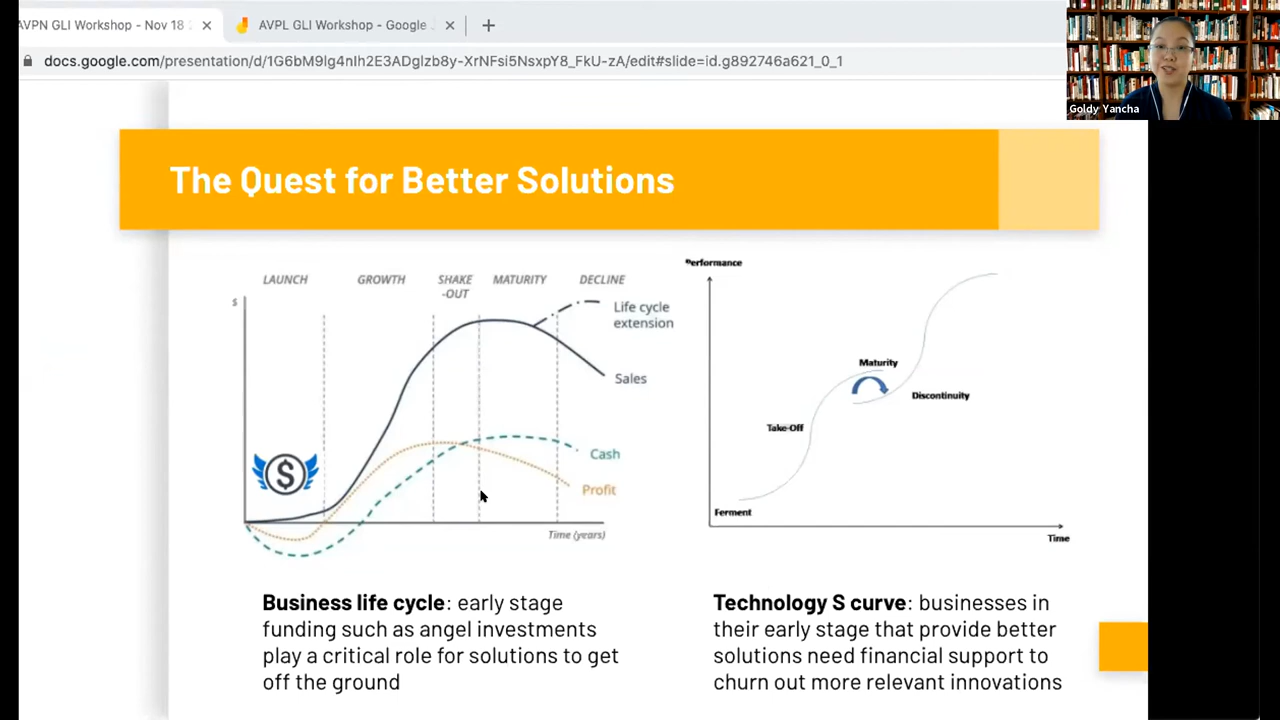 AVPN GLI Workshop - Nov 18
AVPL GLI Workshop - Google
docs.google.com/presentation/d/1G6bM9lg4nIh2E3ADglzb8y-XrNFsi5NsxpY8_FkU-zA/edit#slide=id.g892746a621_0_1
Goldy Yancha
The Quest for Better Solutions
LAUNCH
GROWTH
SHAKE
-OUT
MATURITY
DECLINE
$
Life cycle
extension
Sales
$
Cash
Profit
Time (years)
Performance
Maturity
Discontinuity
Take-Off
Ferment
Time
Business life cycle: early stage
funding such as angel investments
play a critical role for solutions to get
off the ground
Technology S curve: businesses in
their early stage that provide better
solutions need financial support to
churn out more relevant innovations